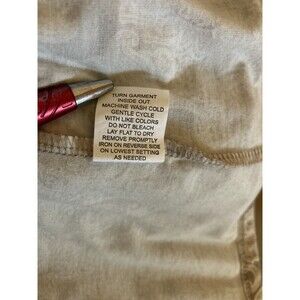 TURN GARMENT
INSIDE OUT
MACHINE WASH COLD
GENTLE CYCLE
WITH LIKE COLORS
DO NOT BLEACH
LAY FLAT TO DRY
REMOVE PROMPTLY
IRON ON REVERSE SIDE
ON LOWEST SETTING
AS NEEDED